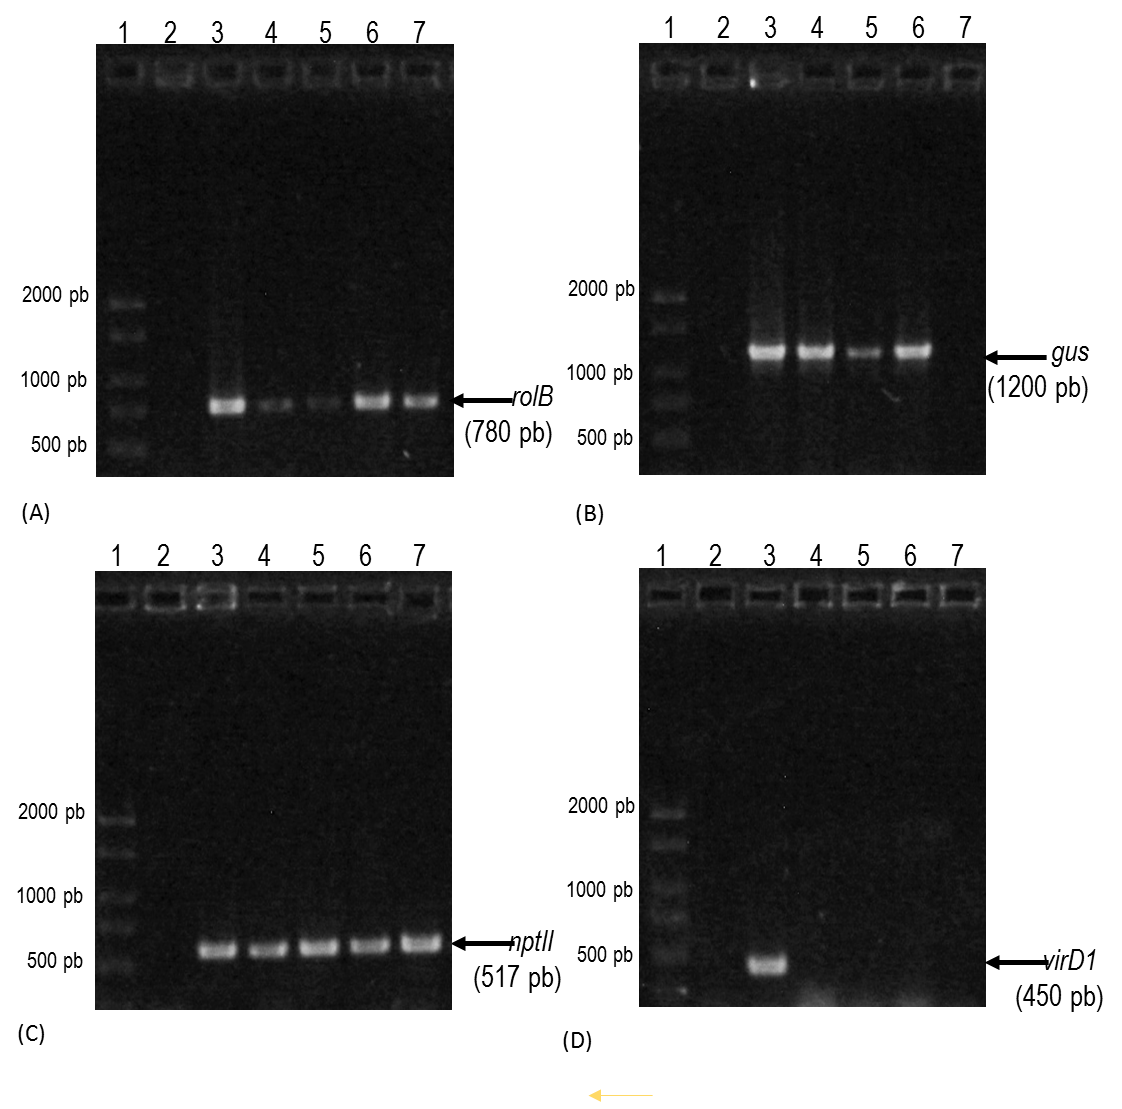 1 2 3 4 5 6 7
2000 pb
1000 pb
500 pb
rolB
(780 pb)
(A)
1 2 3 4 5 6 7
2000 pb
1000 pb
500 pb
gus
(1200 pb)
(B)
1 2 3 4 5 6 7
2000 pb
1000 pb
500 pb
nptII
(517 pb)
(C)
1 2 3 4 5 6 7
2000 pb
1000 pb
500 pb
virD1
(450 pb)
(D)